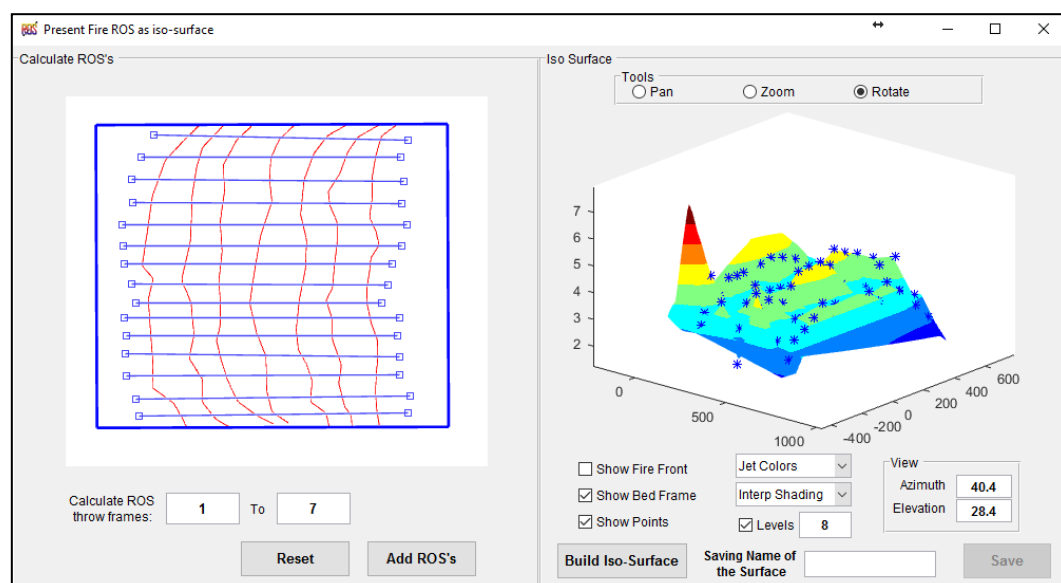 Present Fire ROS as iso-surface
Calculate ROS's
Calculate ROS
throw frames:
1
To
7
Reset
Add ROS's
Iso Surface
Tools
Pan
Zoom
Rotate
7
6
5
4
3
2
0
500
1000
-400
-200
0
200
400
600
Show Fire Front
Show Bed Frame
Show Points
Jet Colors
Interp Shading
Levels
8
View
Azimuth
40.4
Elevation
28.4
Build Iso-Surface
Saving Name of
the Surface
Save